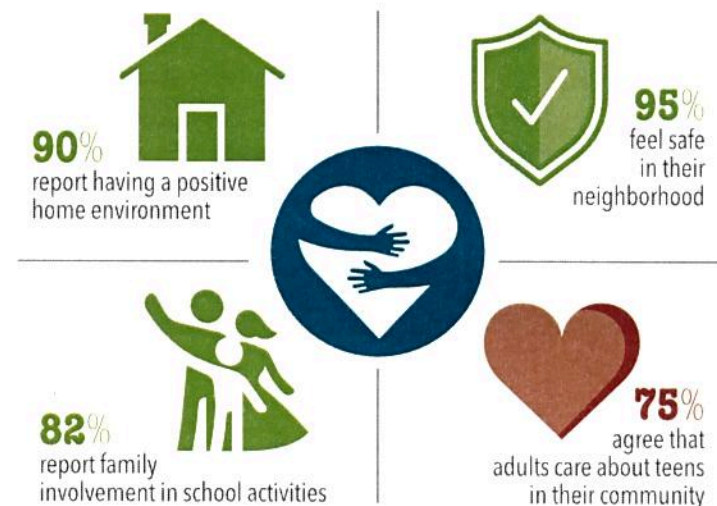 90%
report having a positive
home environment
95%
feel safe
in their
neighborhood
82%
report family
involvement in school activities
75%
agree that
adults care about teens
in their community